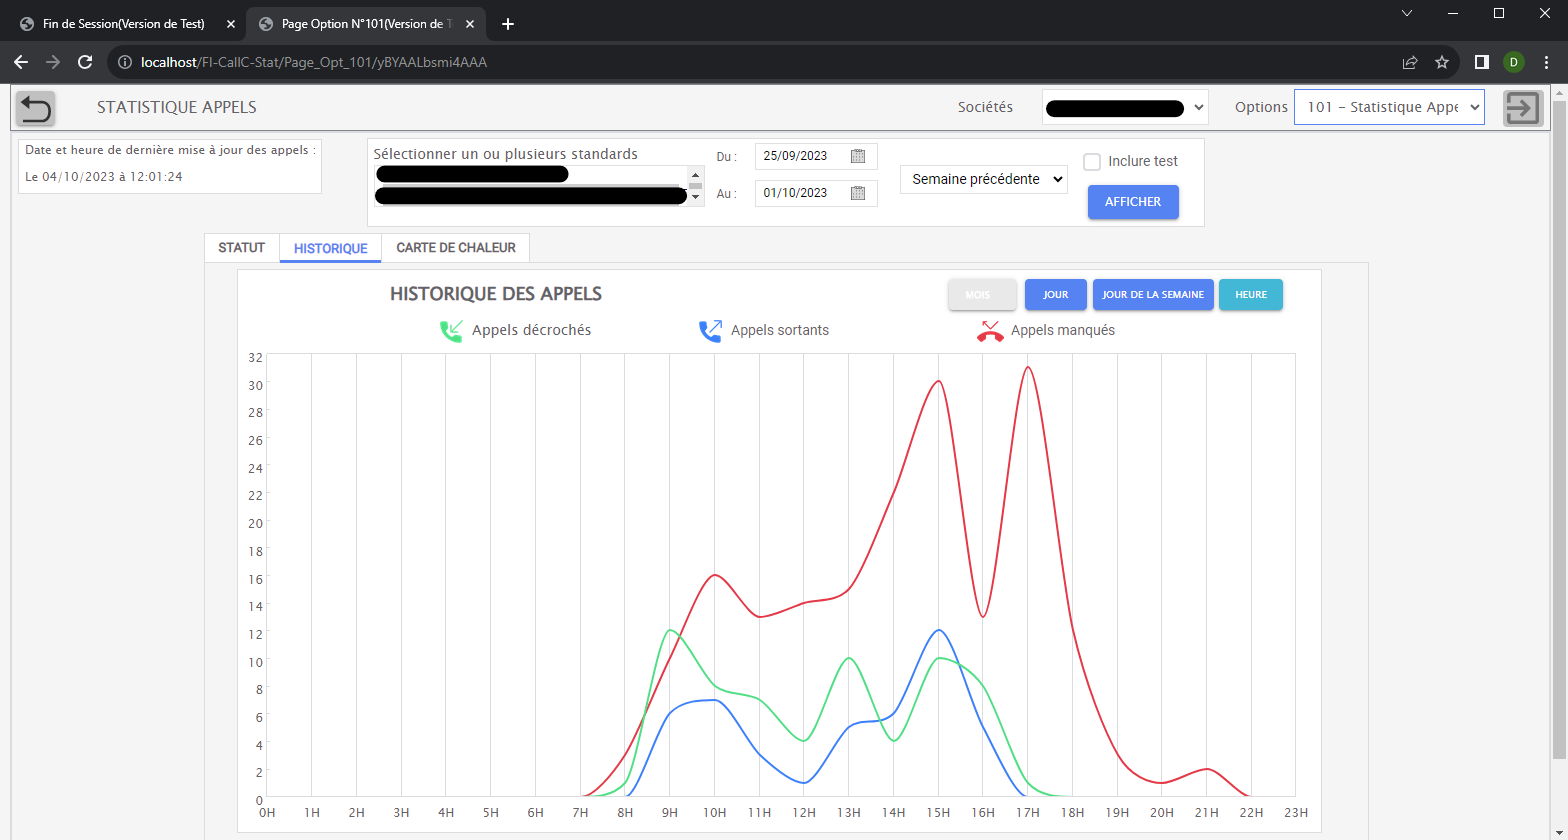 Fin de Session(Version de Test)
Page Option N°101(Version de T
localhost/FI-CallC-Stat/Page_Opt_101/yBYAALbsmi4AAA
D
STATISTIQUE APPELS
Sociétés
Options
101 - Statistique Appe
Date et heure de dernière mise à jour des appels :
Le 04/10/2023 à 12:01:24
Sélectionner un ou plusieurs standards
Du :
25/09/2023
Au :
01/10/2023
Semaine précédente
Inclure test
AFFICHER
STATUT
HISTORIQUE
CARTE DE CHALEUR
HISTORIQUE DES APPELS
MOIS
JOUR
JOUR DE LA SEMAINE
HEURE
Appels décrochés
Appels sortants
Appels manqués
32
30
28
26
24
22
20
18
16
14
12
10
8
6
4
2
0
0H 1H 2H 3H 4H 5H 6H 7H 8H 9H 10H 11H 12H 13H 14H 15H 16H 17H 18H 19H 20H 21H 22H 23H